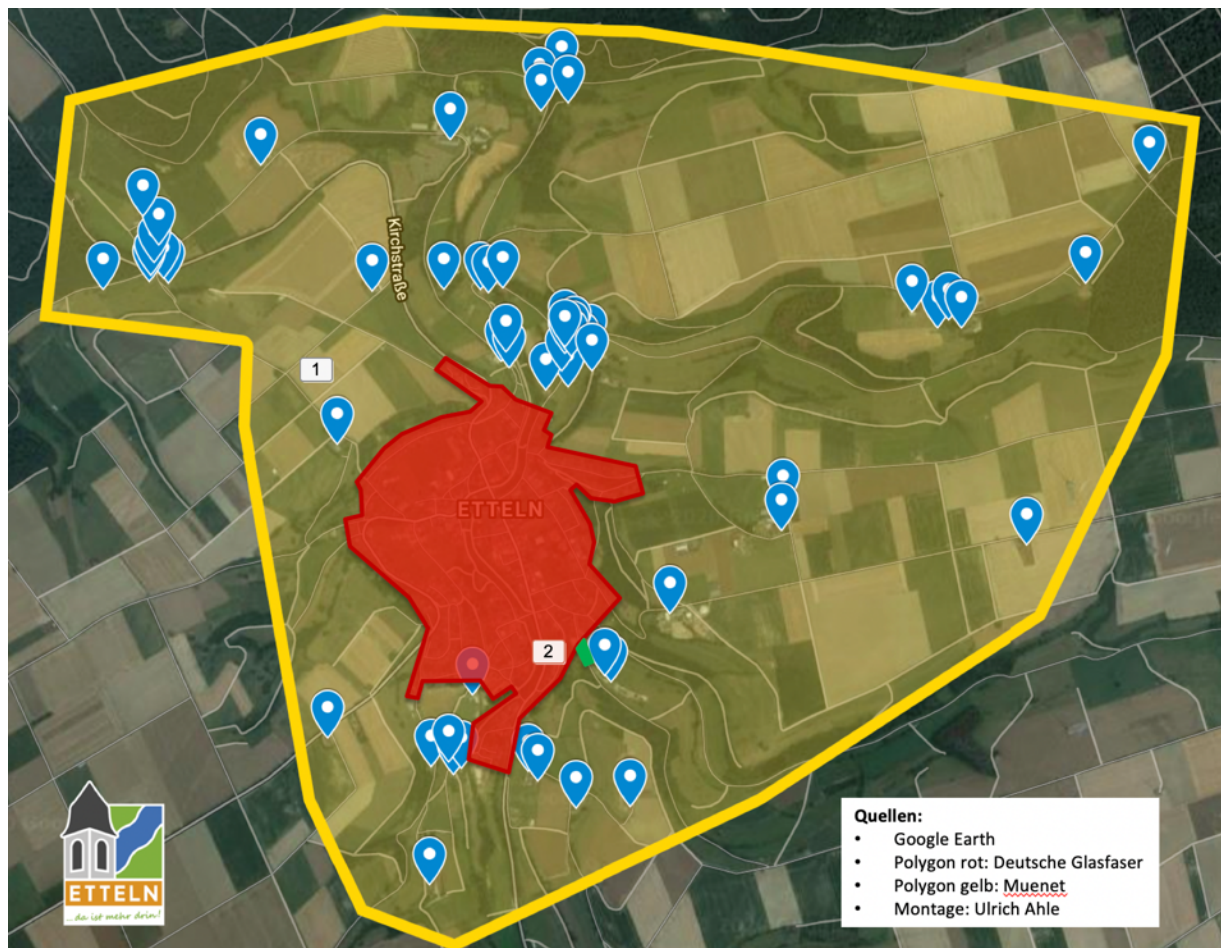 Kirchstraße
1
ETTELN
2
Quellen:
• Google Earth
• Polygon rot: Deutsche Glasfaser
• Polygon gelb: Muenet
• Montage: Ulrich Ahle
ETTELN
...da ist mehr drin!